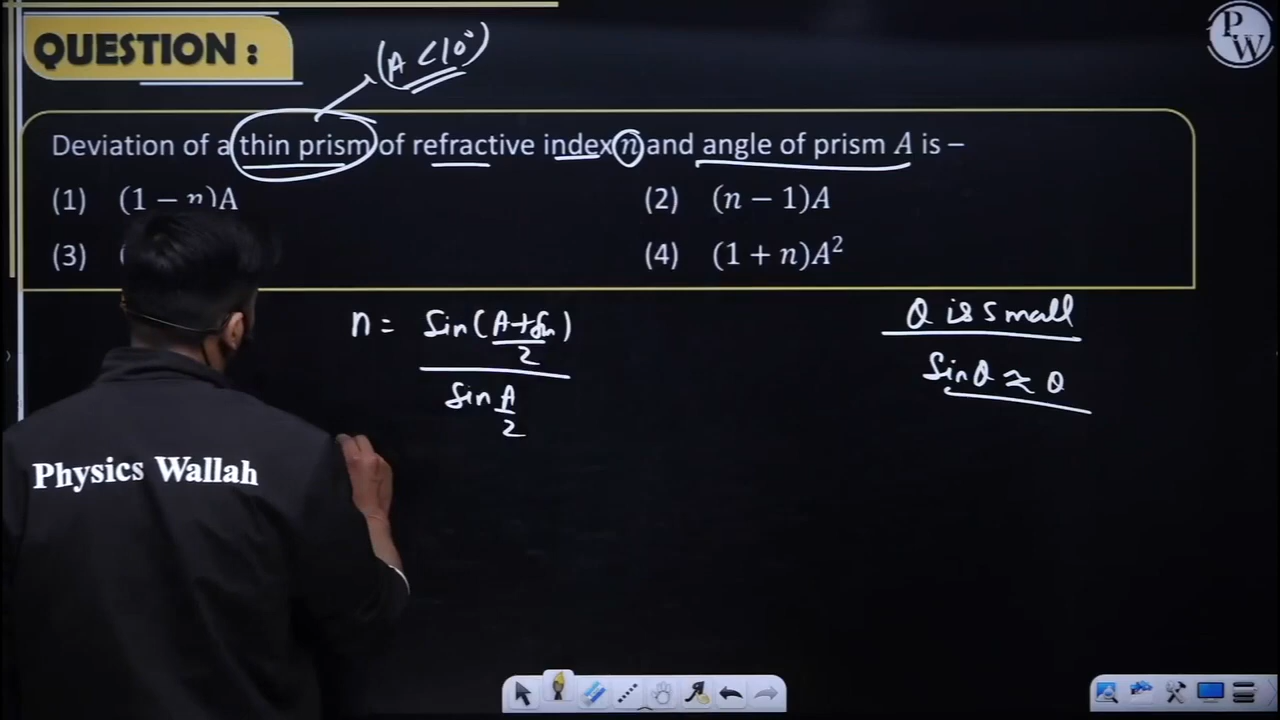 QUESTION :
(A < 10°)
PW
Deviation of a thin prism of refractive index n and angle of prism A is –
(1) (1 – n)A
(2) (n – 1)A
(3) (
(4) (1 + n)A²
n = sin(A+δm/2) / sin A/2
θ is small
sinθ ≈ θ
Physics Wallah